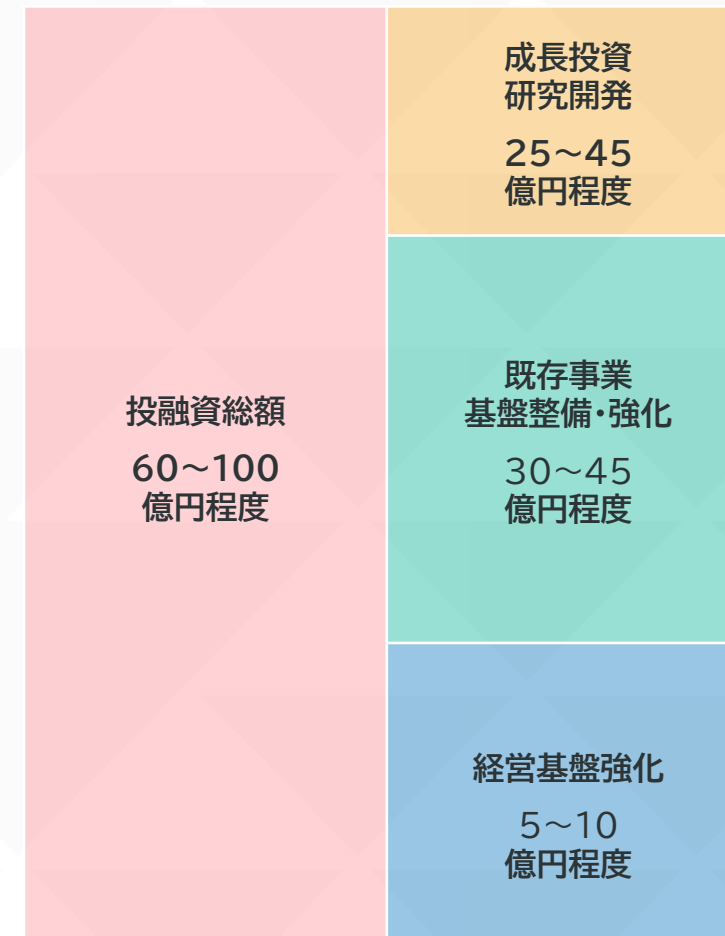 投融資総額
60～100
億円程度
成長投資
研究開発
25～45
億円程度
既存事業
基盤整備・強化
30～45
億円程度
経営基盤強化
5～10
億円程度